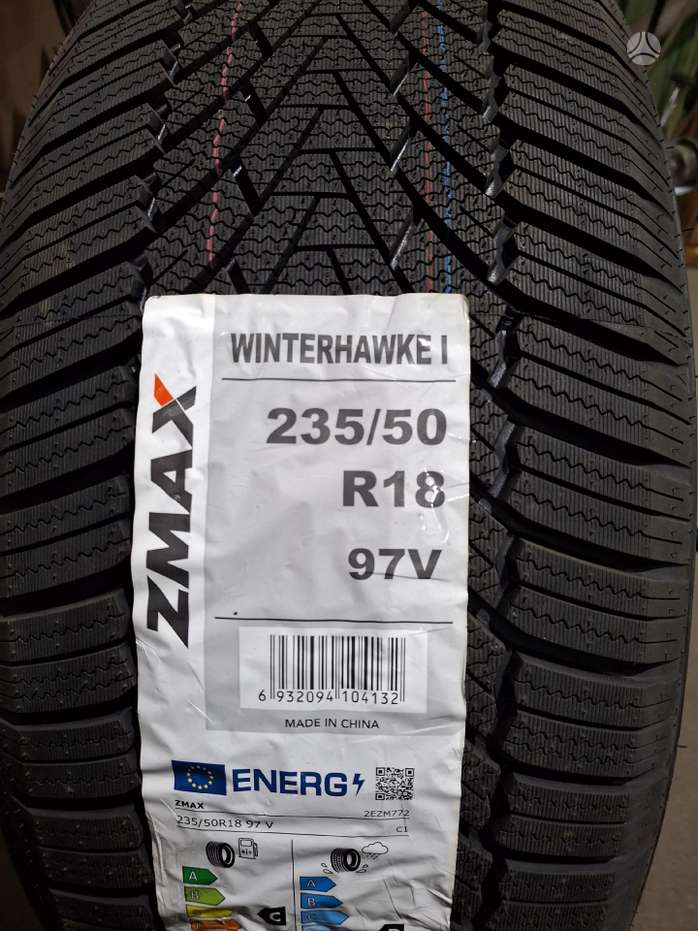 ZMAX
WINTERHAWKE I
235/50
R18
97V
6 932094 104132
MADE IN CHINA
ENERG
ZMAX
2EZM772
235/50R18 97 V
C1
A
B
A
B
C